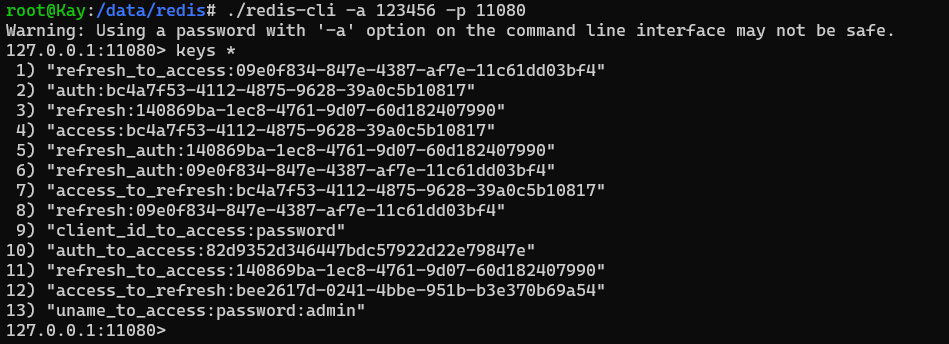 root@Kay:/data/redis# ./redis-cli -a 123456 -p 11080
Warning: Using a password with '-a' option on the command line interface may not be safe.
127.0.0.1:11080> keys *
 1) "refresh_to_access:09e0f834-847e-4387-af7e-11c61dd03bf4"
 2) "auth:bc4a7f53-4112-4875-9628-39a0c5b10817"
 3) "refresh:140869ba-1ec8-4761-9d07-60d182407990"
 4) "access:bc4a7f53-4112-4875-9628-39a0c5b10817"
 5) "refresh_auth:140869ba-1ec8-4761-9d07-60d182407990"
 6) "refresh_auth:09e0f834-847e-4387-af7e-11c61dd03bf4"
 7) "access_to_refresh:bc4a7f53-4112-4875-9628-39a0c5b10817"
 8) "refresh:09e0f834-847e-4387-af7e-11c61dd03bf4"
 9) "client_id_to_access:password"
10) "auth_to_access:82d9352d346447bdc57922d22e79847e"
11) "refresh_to_access:140869ba-1ec8-4761-9d07-60d182407990"
12) "access_to_refresh:bee2617d-0241-4bbe-951b-b3e370b69a54"
13) "uname_to_access:password:admin"
127.0.0.1:11080>